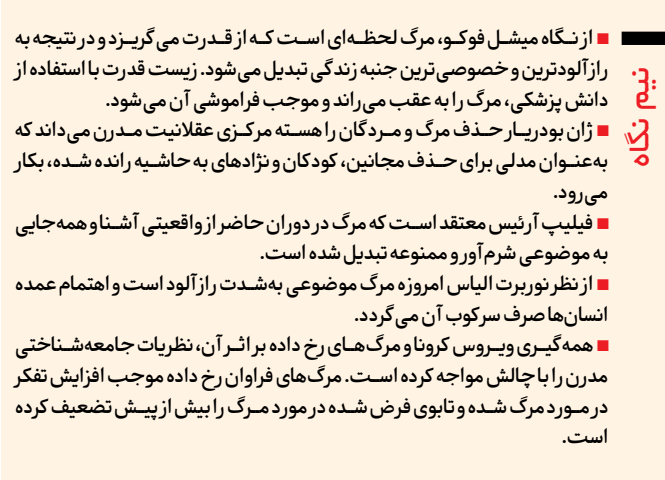 نیم نگاه
از نگاه میشل فوکو، مرگ لحظه‌ای است که از قدرت می‌گریزد و در نتیجه به
رازآلودترین و خصوصی‌ترین جنبه زندگی تبدیل می‌شود. زیست قدرت با استفاده از
دانش پزشکی، مرگ را به عقب می‌راند و موجب فراموشی آن می‌شود.
ژان بودریار حذف مرگ و مردگان را هسته مرکزی عقلانیت مدرن می‌داند که
به‌عنوان مدلی برای حذف مجانین، کودکان و نژادهای به حاشیه رانده شده، بکار
می‌رود.
فیلیپ آرئیس معتقد است که مرگ در دوران حاضر از واقعیتی آشنا و همه‌جایی
به موضوعی شرم‌آور و ممنوعه تبدیل شده است.
از نظر نوربرت الیاس امروزه مرگ موضوعی به‌شدت رازآلود است و اهتمام عمده
انسان‌ها صرف سرکوب آن می‌گردد.
همه‌گیری ویروس کرونا و مرگ‌های رخ داده بر اثر آن، نظریات جامعه‌شناختی
مدرن را با چالش مواجه کرده است. مرگ‌های فراوان رخ داده موجب افزایش تفکر
در مورد مرگ شده و تابوی فرض شده در مورد مرگ را بیش از پیش تضعیف کرده
است.